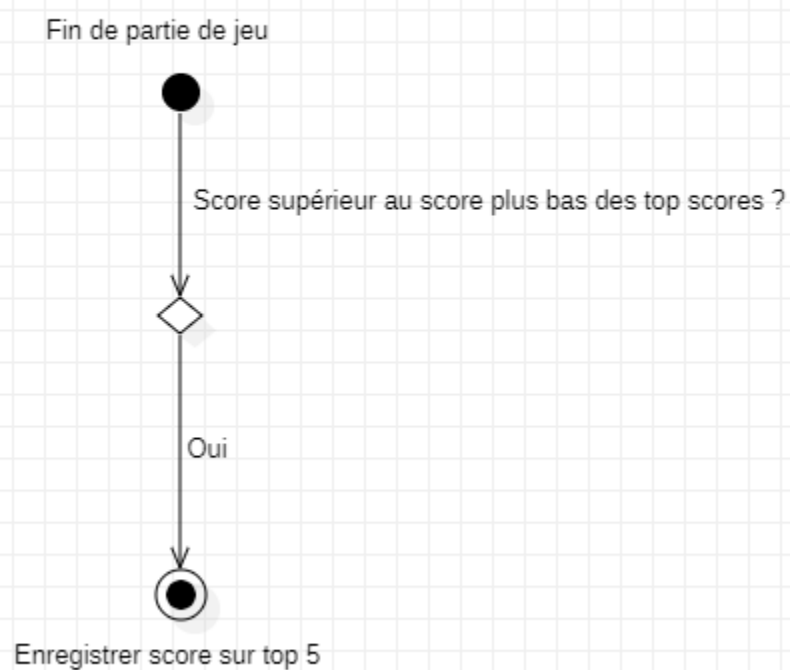 Fin de partie de jeu
Score supérieur au score plus bas des top scores ?
Oui
Enregistrer score sur top 5